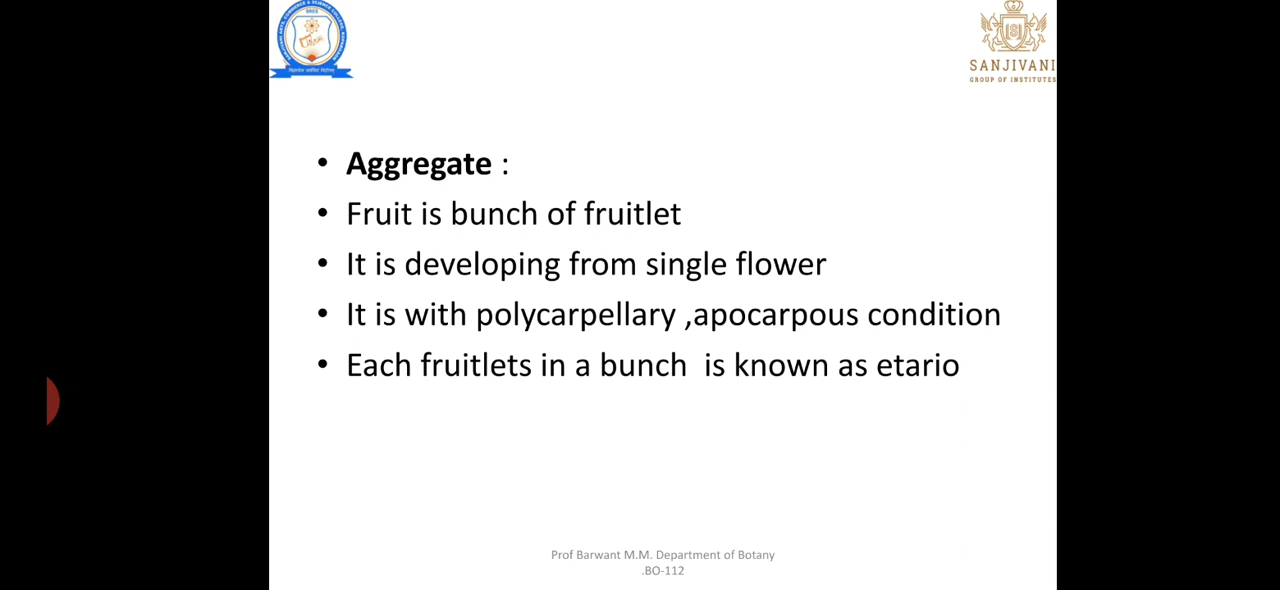 SANJIVANI
GROUP OF INSTITUTES
• Aggregate :
• Fruit is bunch of fruitlet
• It is developing from single flower
• It is with polycarpellary ,apocarpous condition
• Each fruitlets in a bunch  is known as etario
Prof Barwant M.M. Department of Botany
.BO-112